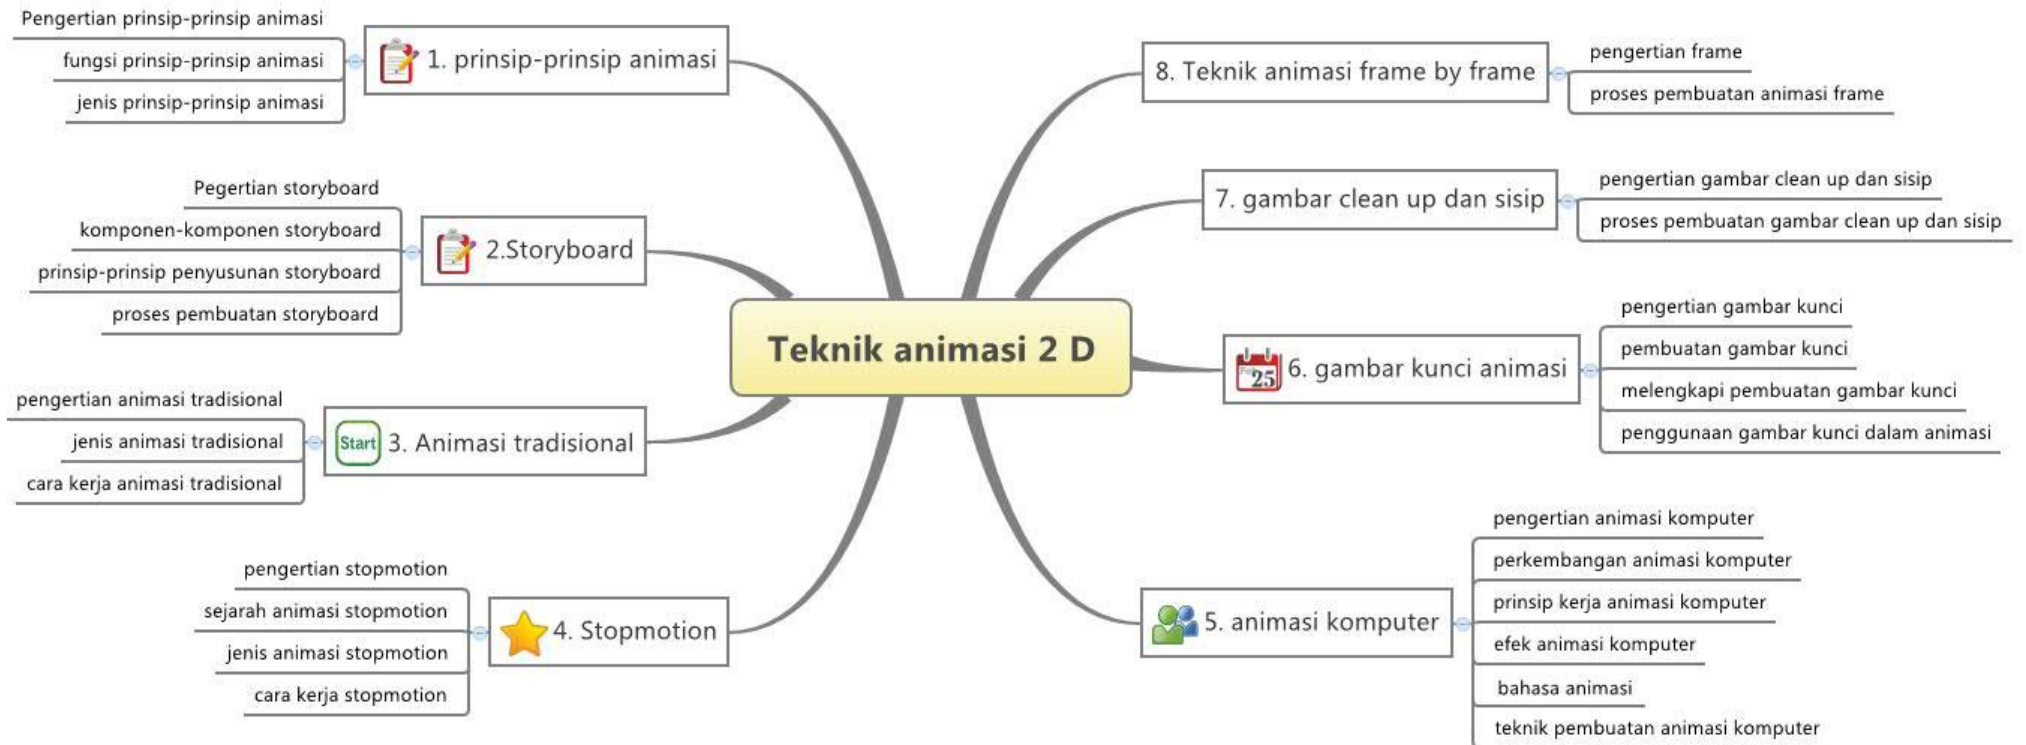 Teknik animasi 2 D
1. prinsip-prinsip animasi
Pengertian prinsip-prinsip animasi
fungsi prinsip-prinsip animasi
jenis prinsip-prinsip animasi
2.Storyboard
Pegertian storyboard
komponen-komponen storyboard
prinsip-prinsip penyusunan storyboard
proses pembuatan storyboard
Start
3. Animasi tradisional
pengertian animasi tradisional
jenis animasi tradisional
cara kerja animasi tradisional
4. Stopmotion
pengertian stopmotion
sejarah animasi stopmotion
jenis animasi stopmotion
cara kerja stopmotion
5. animasi komputer
pengertian animasi komputer
perkembangan animasi komputer
prinsip kerja animasi komputer
efek animasi komputer
bahasa animasi
teknik pembuatan animasi komputer
25
6. gambar kunci animasi
pengertian gambar kunci
pembuatan gambar kunci
melengkapi pembuatan gambar kunci
penggunaan gambar kunci dalam animasi
7. gambar clean up dan sisip
pengertian gambar clean up dan sisip
proses pembuatan gambar clean up dan sisip
8. Teknik animasi frame by frame
pengertian frame
proses pembuatan animasi frame